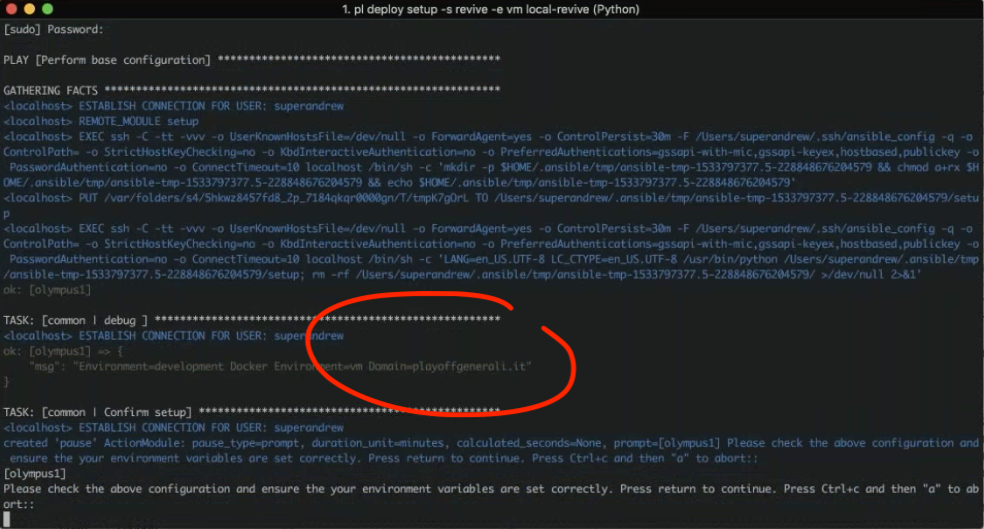 1. pl deploy setup -s revive -e vm local-revive (Python)
[sudo] Password:
PLAY [Perform base configuration] *********************************************
GATHERING FACTS ***************************************************************
<localhost> ESTABLISH CONNECTION FOR USER: superandrew
<localhost> REMOTE_MODULE setup
<localhost> EXEC ssh -C -tt -vvv -o UserKnownHostsFile=/dev/null -o ForwardAgent=yes -o ControlPersist=30m -F /Users/superandrew/.ssh/ansible_config -q -o
ControlPath= -o StrictHostKeyChecking=no -o KbdInteractiveAuthentication=no -o PreferredAuthentications=gssapi-with-mic,gssapi-keyex,hostbased,publickey -o
PasswordAuthentication=no -o ConnectTimeout=10 localhost /bin/sh -c 'mkdir -p $HOME/.ansible/tmp/ansible-tmp-1533797377.5-228848676204579 && chmod a+rx $H
OME/.ansible/tmp/ansible-tmp-1533797377.5-228848676204579 && echo $HOME/.ansible/tmp/ansible-tmp-1533797377.5-228848676204579'
<localhost> PUT /var/folders/s4/5hkwz8457fd8_2p_7184qkqr0000gn/T/tmpK7gOrL TO /Users/superandrew/.ansible/tmp/ansible-tmp-1533797377.5-228848676204579/setu
p
<localhost> EXEC ssh -C -tt -vvv -o UserKnownHostsFile=/dev/null -o ForwardAgent=yes -o ControlPersist=30m -F /Users/superandrew/.ssh/ansible_config -q -o
ControlPath= -o StrictHostKeyChecking=no -o KbdInteractiveAuthentication=no -o PreferredAuthentications=gssapi-with-mic,gssapi-keyex,hostbased,publickey -o
PasswordAuthentication=no -o ConnectTimeout=10 localhost /bin/sh -c 'LANG=en_US.UTF-8 LC_CTYPE=en_US.UTF-8 /usr/bin/python /Users/superandrew/.ansible/tmp
/ansible-tmp-1533797377.5-228848676204579/setup; rm -rf /Users/superandrew/.ansible/tmp/ansible-tmp-1533797377.5-228848676204579/ >/dev/null 2>&1'
ok: [olympus1]
TASK: [common | debug ] *******************************************************
<localhost> ESTABLISH CONNECTION FOR USER: superandrew
ok: [olympus1] => {
"msg": "Environment=development Docker Environment=vm Domain=playoffgenerali.it"
}
TASK: [common | Confirm setup] ************************************************
<localhost> ESTABLISH CONNECTION FOR USER: superandrew
created 'pause' ActionModule: pause_type=prompt, duration_unit=minutes, calculated_seconds=None, prompt=[olympus1] Please check the above configuration and
ensure the your environment variables are set correctly. Press return to continue. Press Ctrl+c and then "a" to abort::
[olympus1]
Please check the above configuration and ensure the your environment variables are set correctly. Press return to continue. Press Ctrl+c and then "a" to ab
ort::